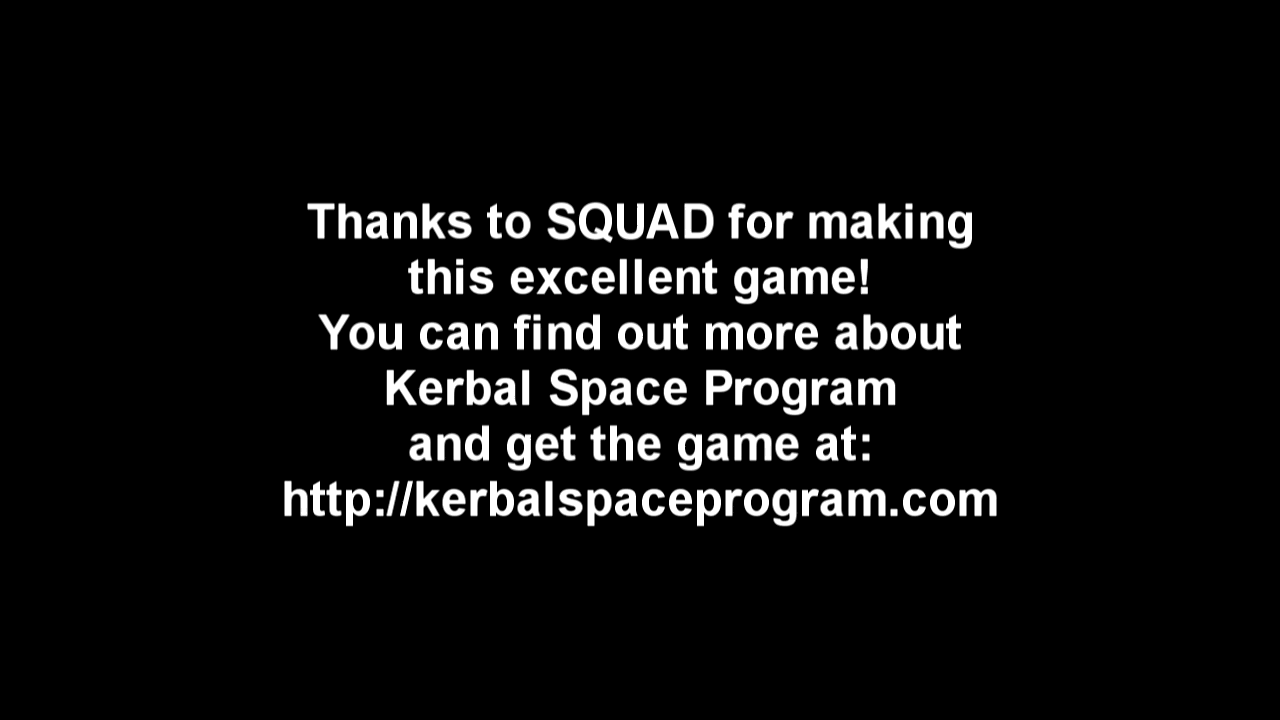 Thanks to SQUAD for making
this excellent game!
You can find out more about
Kerbal Space Program
and get the game at:
http://kerbalspaceprogram.com